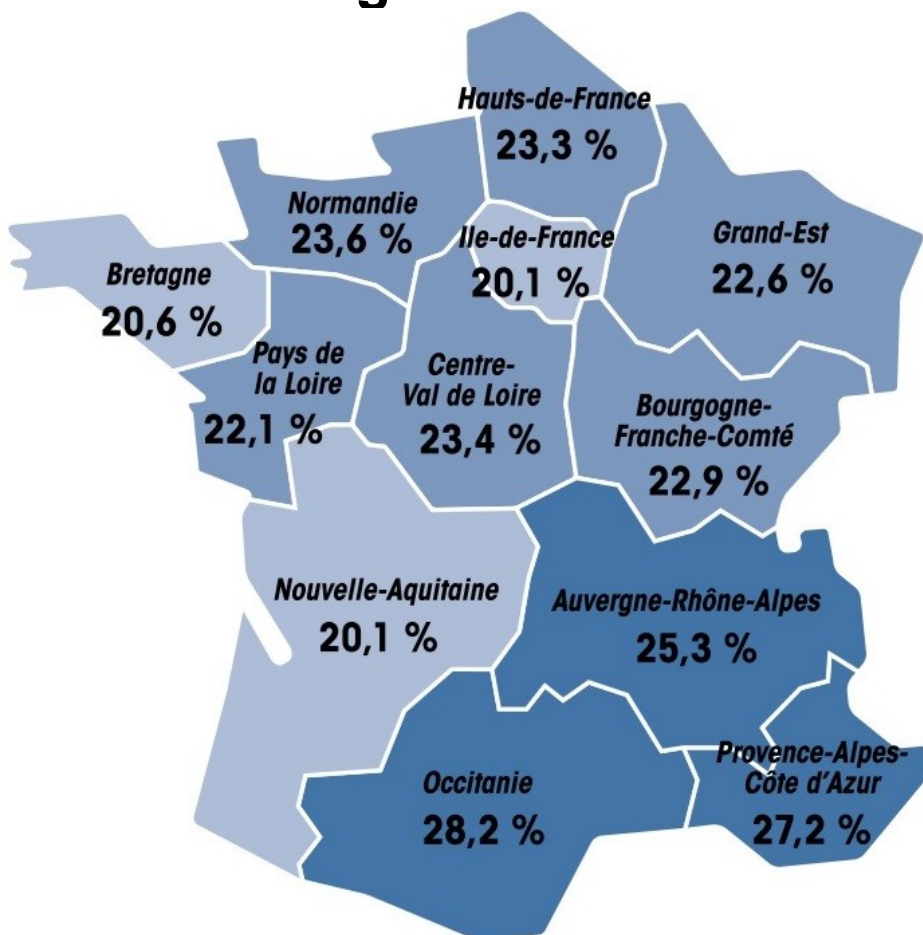 Hauts-de-France
23,3 %
Normandie
23,6 %
Ile-de-France
20,1 %
Grand-Est
22,6 %
Bretagne
20,6 %
Pays de
la Loire
22,1 %
Centre-
Val de Loire
23,4 %
Bourgogne-
Franche-Comté
22,9 %
Nouvelle-Aquitaine
20,1 %
Auvergne-Rhône-Alpes
25,3 %
Occitanie
28,2 %
Provence-Alpes-
Côte d'Azur
27,2 %